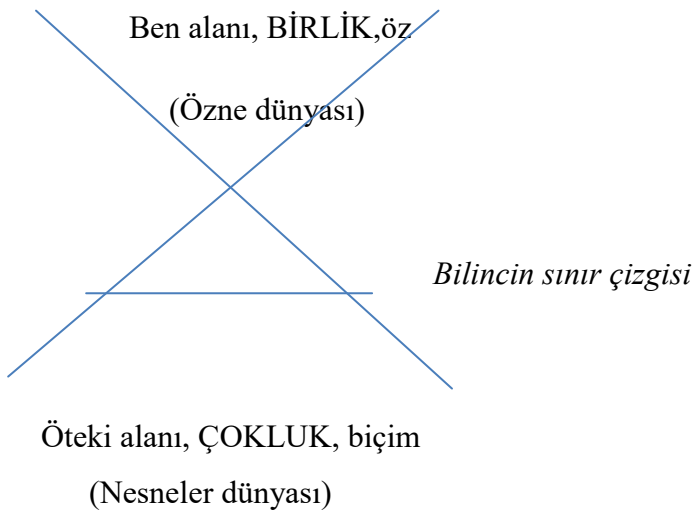 Ben alanı, BİRLİK,öz
(Özne dünyası)
Bilincin sınır çizgisi
Öteki alanı, ÇOKLUK, biçim
(Nesneler dünyası)